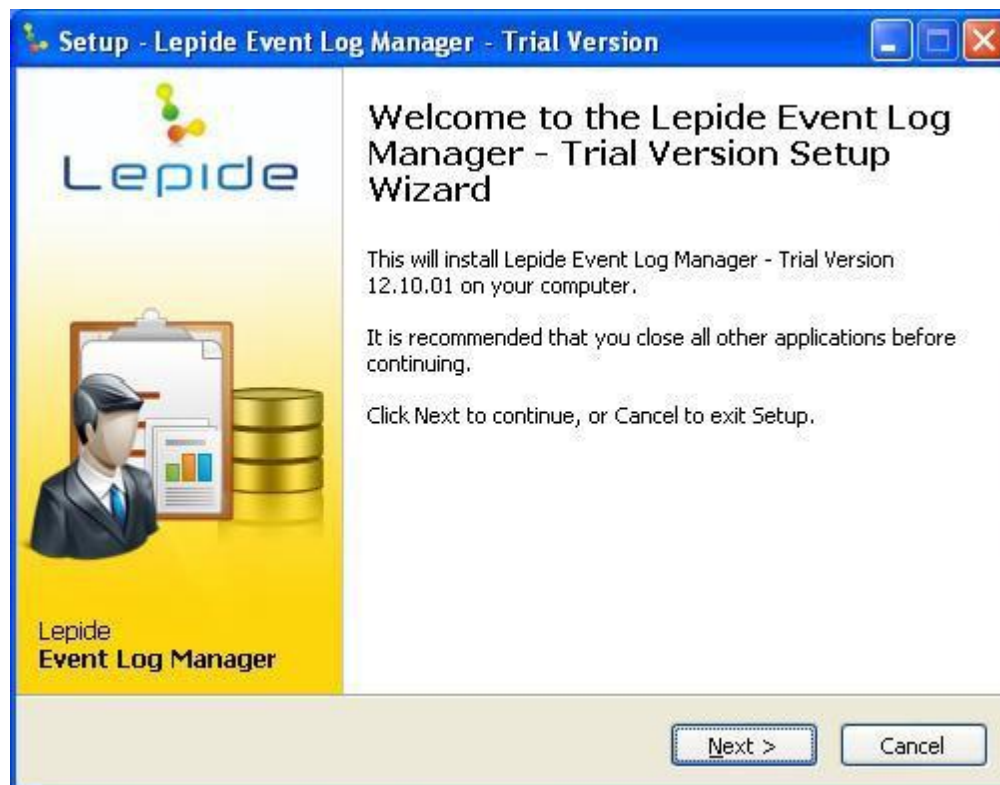 Setup - Lepide Event Log Manager - Trial Version
Lepide
Welcome to the Lepide Event Log
Manager - Trial Version Setup
Wizard
This will install Lepide Event Log Manager - Trial Version
12.10.01 on your computer.
It is recommended that you close all other applications before
continuing.
Click Next to continue, or Cancel to exit Setup.
Lepide
Event Log Manager
Next >
Cancel